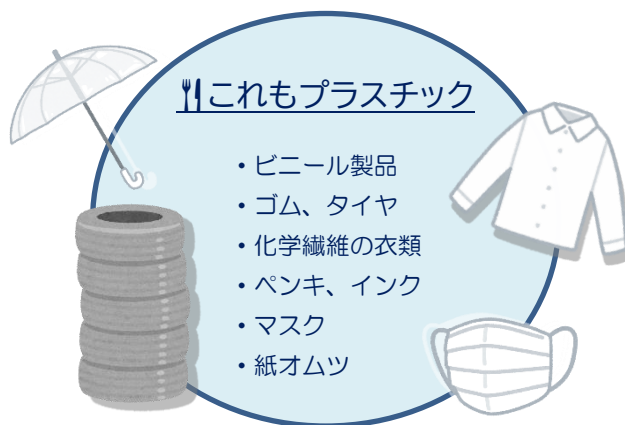 これもプラスチック
・ビニール製品
・ゴム、タイヤ
・化学繊維の衣類
・ペンキ、インク
・マスク
・紙オムツ